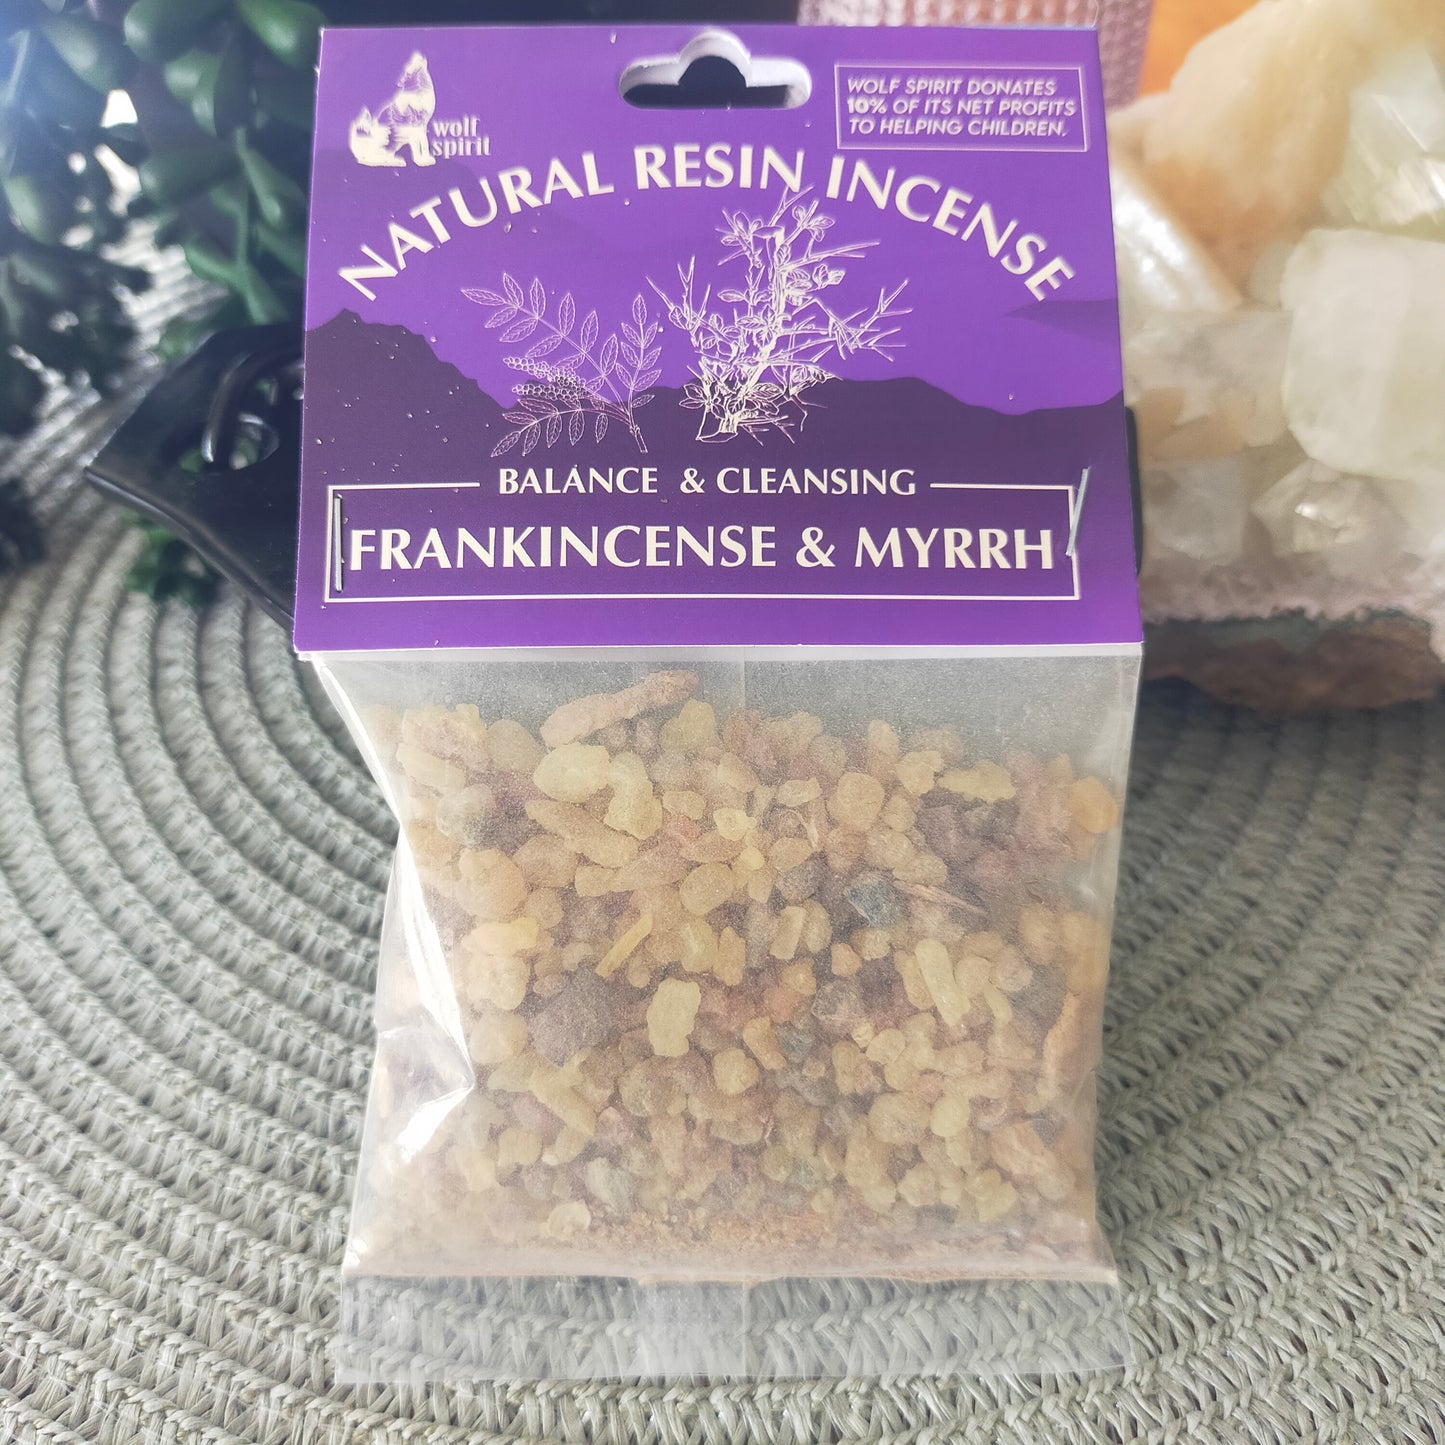 wolf
spirit
WOLF SPIRIT DONATES
10% OF ITS NET PROFITS
TO HELPING CHILDREN.
NATURAL RESIN INCENSE
BALANCE & CLEANSING
FRANKINCENSE & MYRRH